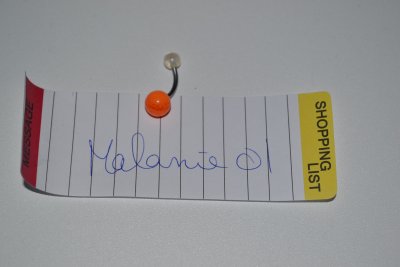 MESSAGE
Malanie 01
SHOPPING
LIST